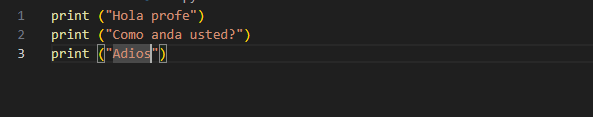 1 print ("Hola profe")
2 print ("Como anda usted?")
3 print ("Adios")